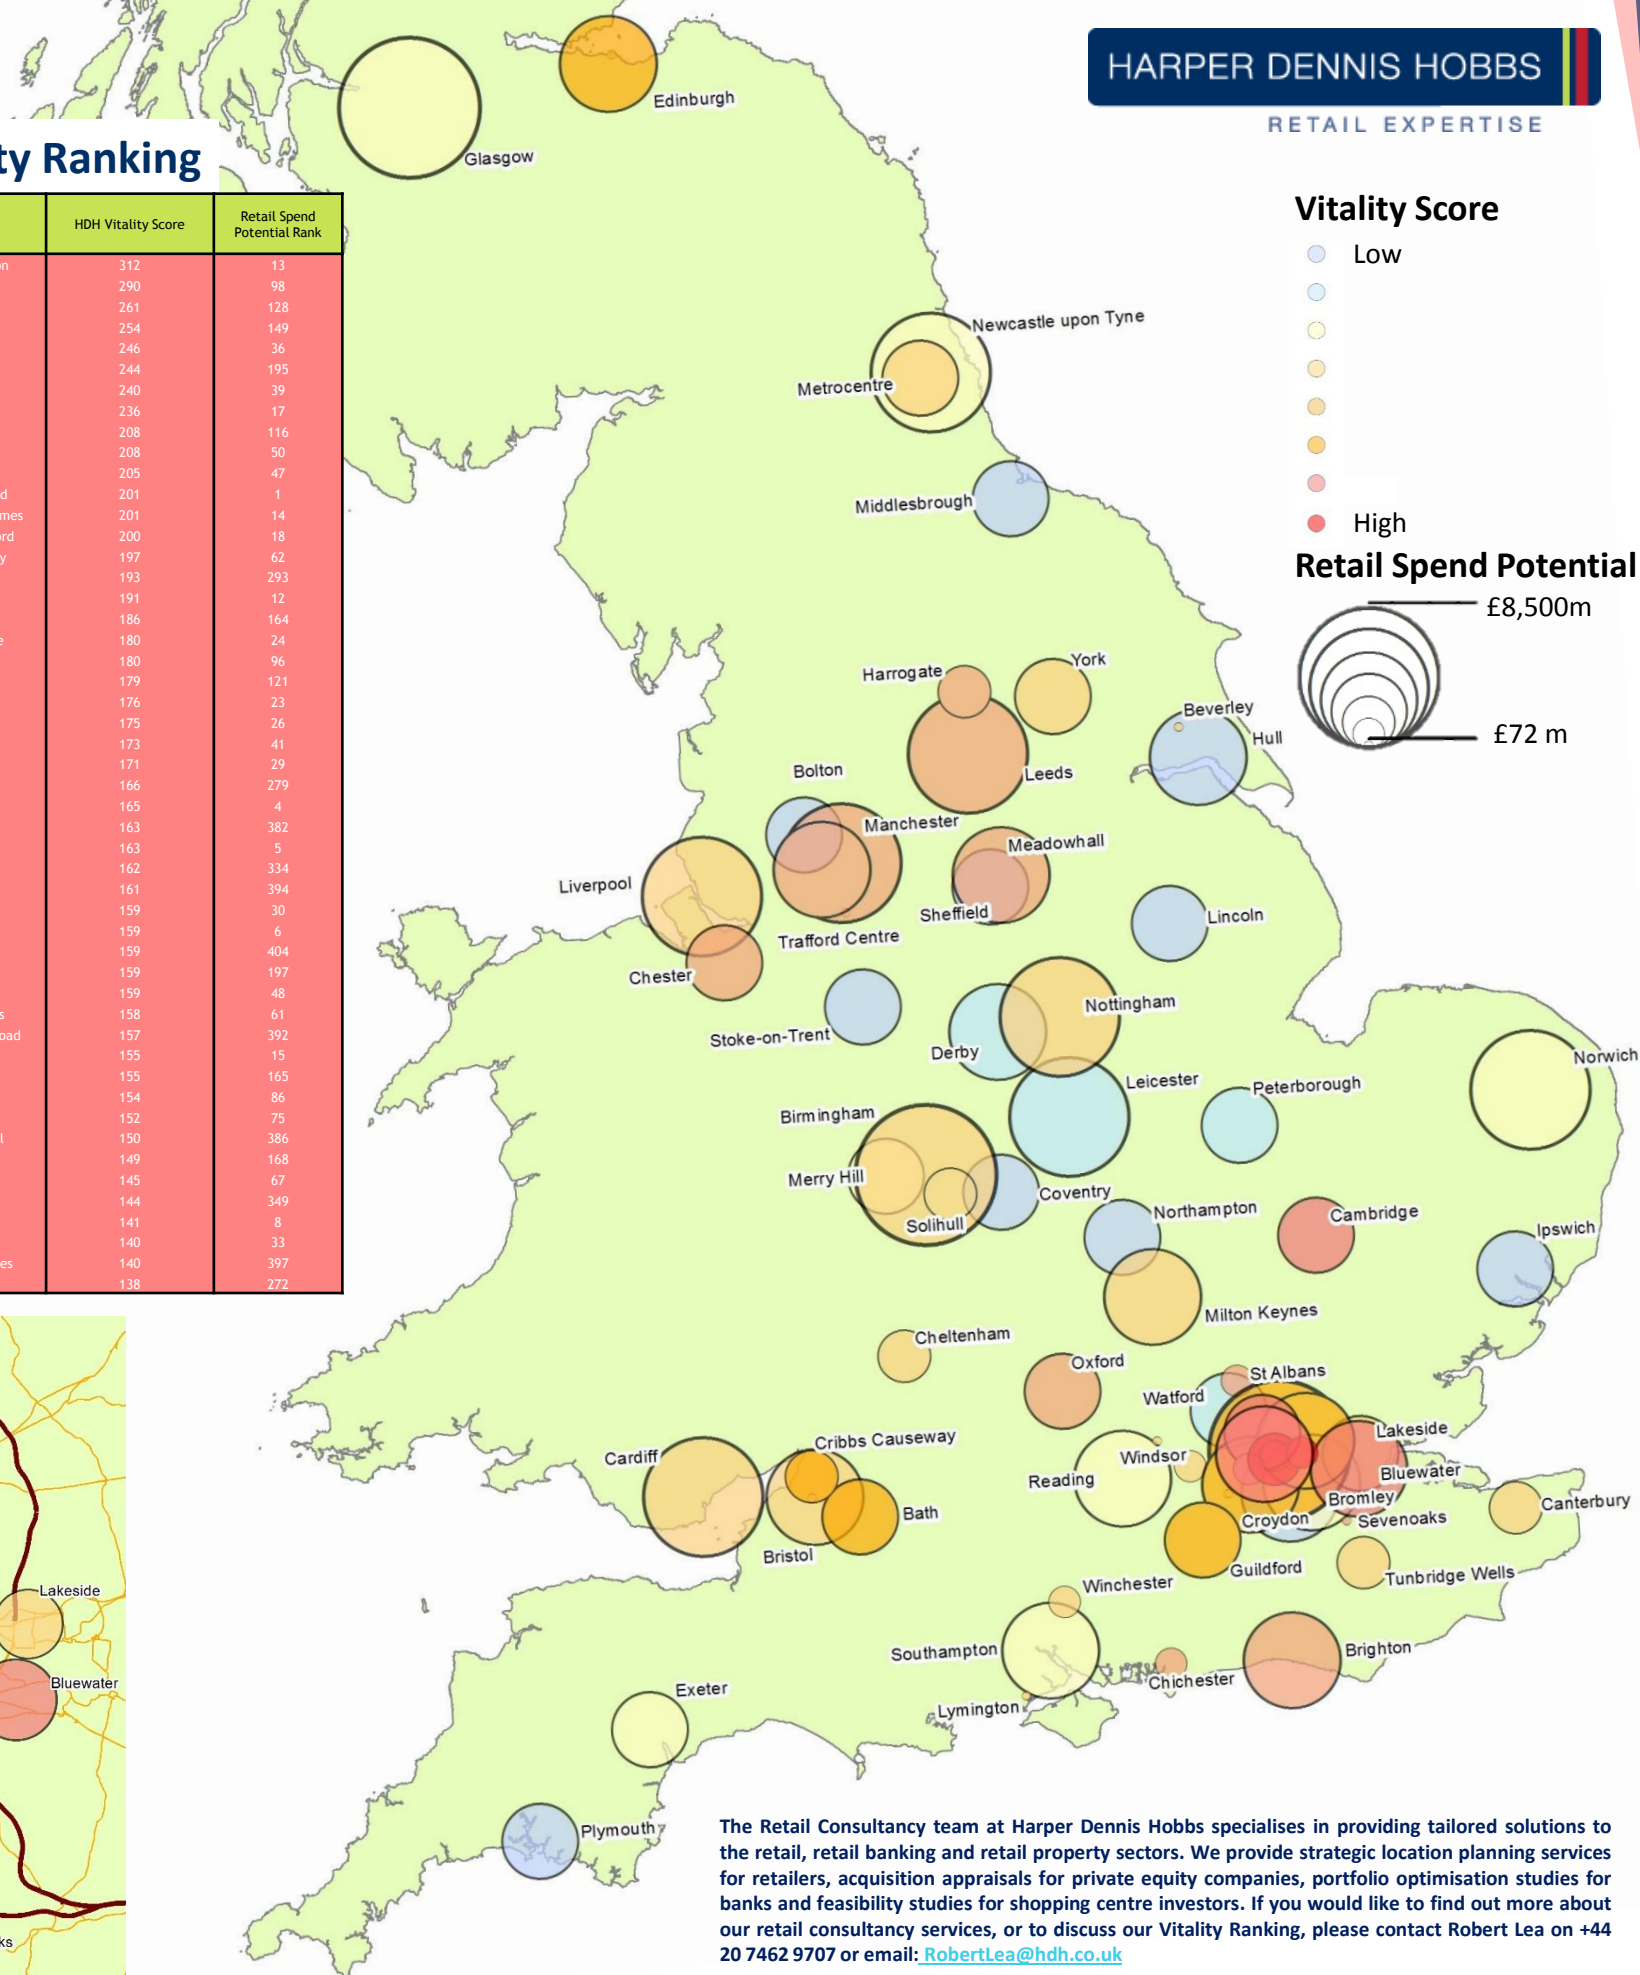 HARPER DENNIS HOBBS
RETAIL EXPERTISE
ty Ranking
HDH Vitality Score
Retail Spend
Potential Rank
n 312 13
290 98
261 128
254 149
246 36
244 195
240 39
236 17
208 116
208 50
205 47
d 201 1
mes 201 14
ord 200 18
y 197 62
193 293
191 12
186 164
e 180 24
180 96
179 121
176 23
175 26
173 41
171 29
166 279
165 4
163 382
163 5
162 334
161 394
159 30
159 6
159 404
159 197
159 48
s 158 61
oad 157 392
155 15
155 165
154 86
152 75
l 150 386
149 168
145 67
144 349
141 8
140 33
es 140 397
138 272
Vitality Score
Low
High
Retail Spend Potential
£8,500m
£72 m
Edinburgh
Glasgow
Newcastle upon Tyne
Metrocentre
Middlesbrough
Harrogate
York
Beverley
Hull
Leeds
Bolton
Manchester
Meadowhall
Liverpool
Sheffield
Lincoln
Trafford Centre
Chester
Nottingham
Stoke-on-Trent
Derby
Norwich
Leicester
Peterborough
Birmingham
Merry Hill
Coventry
Solihull
Northampton
Cambridge
Ipswich
Milton Keynes
Cheltenham
Oxford
St Albans
Watford
Lakeside
Cribbs Causeway
Cardiff
Windsor
Reading
Bluewater
Bromley
Canterbury
Bath
Croydon
Sevenoaks
Bristol
Guildford
Tunbridge Wells
Winchester
Southampton
Brighton
Chichester
Exeter
Lymington
Plymouth
Lakeside
Bluewater
ks
The Retail Consultancy team at Harper Dennis Hobbs specialises in providing tailored solutions to
the retail, retail banking and retail property sectors. We provide strategic location planning services
for retailers, acquisition appraisals for private equity companies, portfolio optimisation studies for
banks and feasibility studies for shopping centre investors. If you would like to find out more about
our retail consultancy services, or to discuss our Vitality Ranking, please contact Robert Lea on +44
20 7462 9707 or email: RobertLea@hdh.co.uk